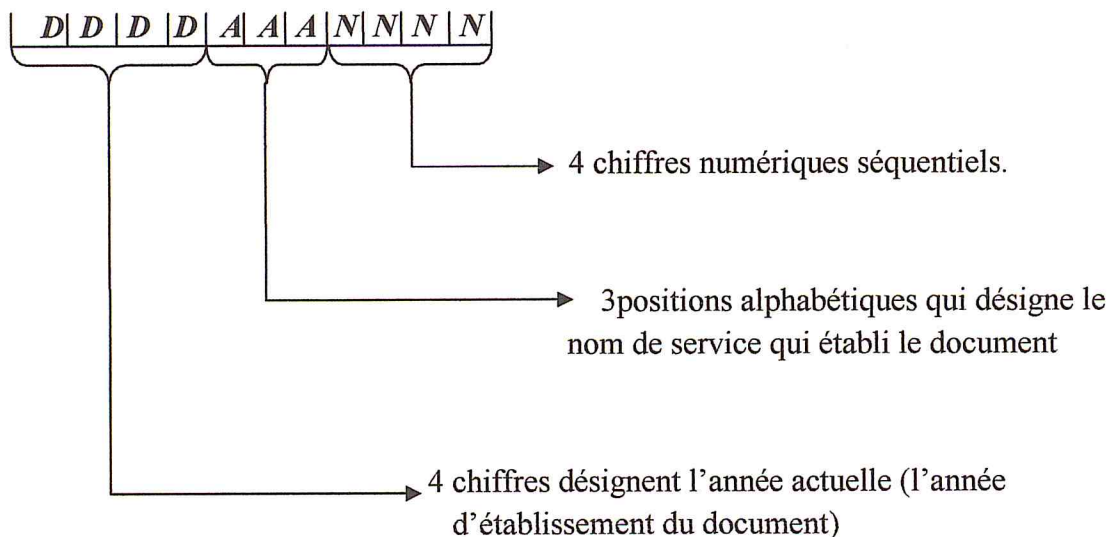 D D D D A A A N N N N
4 chiffres numériques séquentiels.
3positions alphabétiques qui désigne le
nom de service qui établi le document
4 chiffres désignent l'année actuelle (l'année
d'établissement du document)